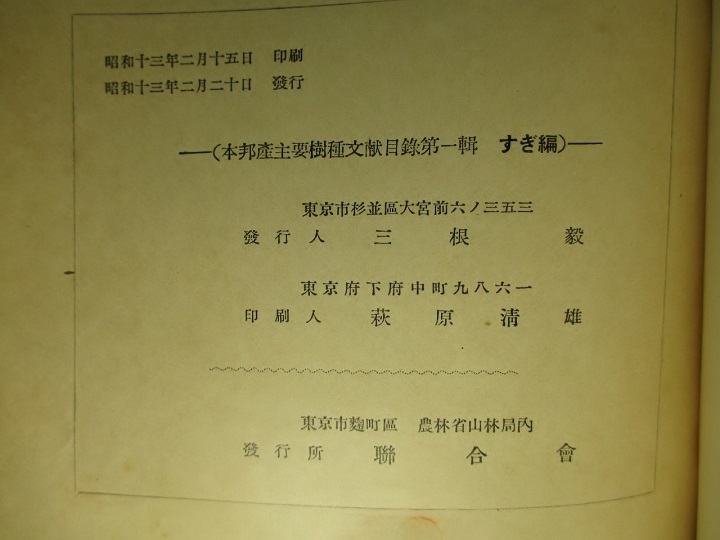 昭和十三年二月十五日　印刷
昭和十三年二月二十日　發行
―(本邦產主要樹種文献目錄第一輯　すぎ編)―
東京市杉並區大宮前六ノ三五三
發行人　三根毅
東京府下府中町九八六一
印刷人　萩原淸雄
東京市麴町區　農林省山林局內
發行所　聯合會